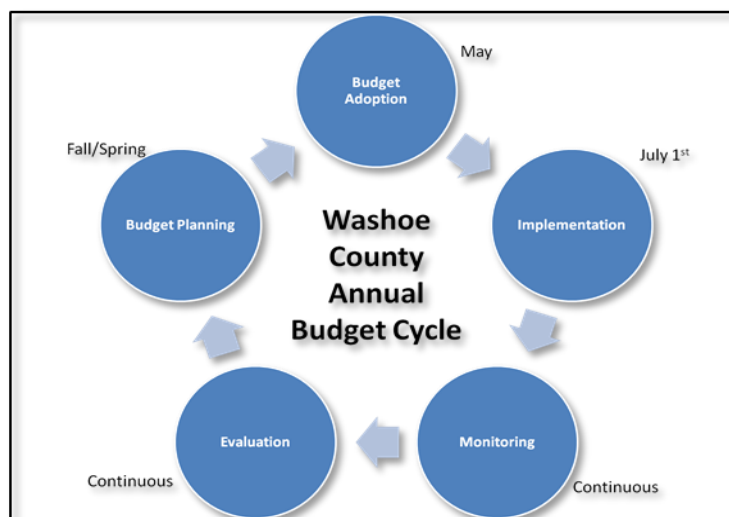 May
Budget
Adoption
Fall/Spring
July 1st
Budget Planning
Implementation
Washoe
County
Annual
Budget Cycle
Evaluation
Monitoring
Continuous
Continuous